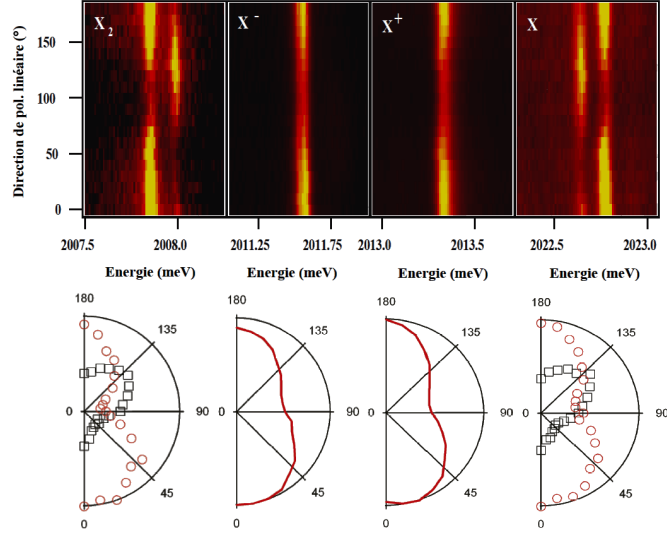 Direction de pol. linéaire (°)
150
100
50
0
X₂
X⁻
X⁺
X
2007.5 2008.0
2011.25 2011.75
2013.0 2013.5
2022.5 2023.0
Energie (meV) Energie (meV) Energie (meV) Energie (meV)
180 135 90 45 0 0
180 135 90 45 0 0
180 135 90 45 0 0
180 135 90 45 0 0